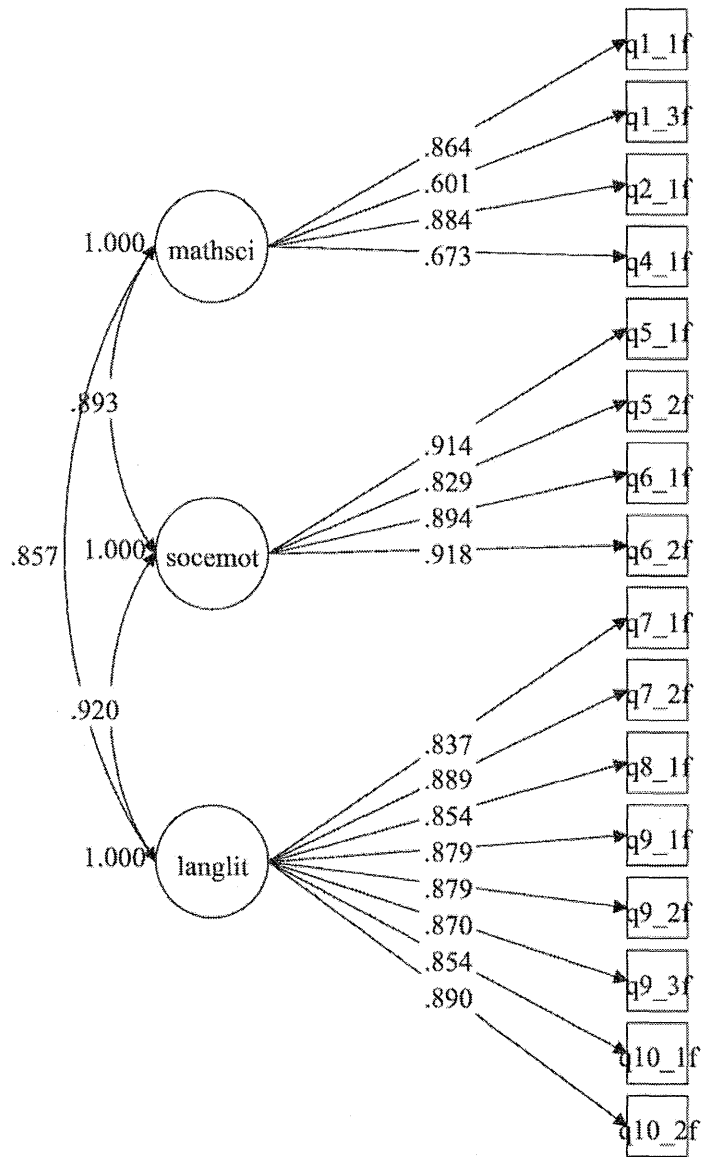 q1_1f
q1_3f
.864
.601
q2_1f
.884
1.000
mathsci
.673
q4_1f
q5_1f
.893
q5_2f
.914
.829
q6_1f
.894
.857
1.000
socemot
.918
q6_2f
q7_1f
q7_2f
.920
.837
q8_1f
.889
.854
q9_1f
1.000
langlit
.879
.879
q9_2f
.870
.854
q9_3f
.890
q10_1f
q10_2f